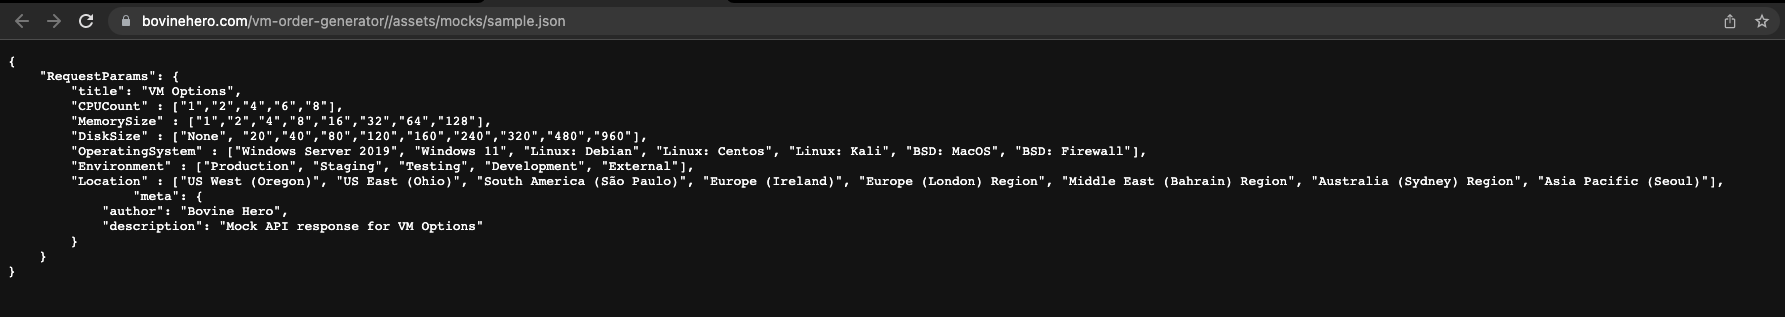 bovinehero.com/vm-order-generator//assets/mocks/sample.json
{
    "RequestParams": {
        "title": "VM Options",
        "CPUCount" : ["1","2","4","6","8"],
        "MemorySize" : ["1","2","4","8","16","32","64","128"],
        "DiskSize" : ["None", "20","40","80","120","160","240","320","480","960"],
        "OperatingSystem" : ["Windows Server 2019", "Windows 11", "Linux: Debian", "Linux: Centos", "Linux: Kali", "BSD: MacOS", "BSD: Firewall"],
        "Environment" : ["Production", "Staging", "Testing", "Development", "External"],
        "Location" : ["US West (Oregon)", "US East (Ohio)", "South America (São Paulo)", "Europe (Ireland)", "Europe (London) Region", "Middle East (Bahrain) Region", "Australia (Sydney) Region", "Asia Pacific (Seoul)"],
                "meta": {
            "author": "Bovine Hero",
            "description": "Mock API response for VM Options"
        }
    }
}